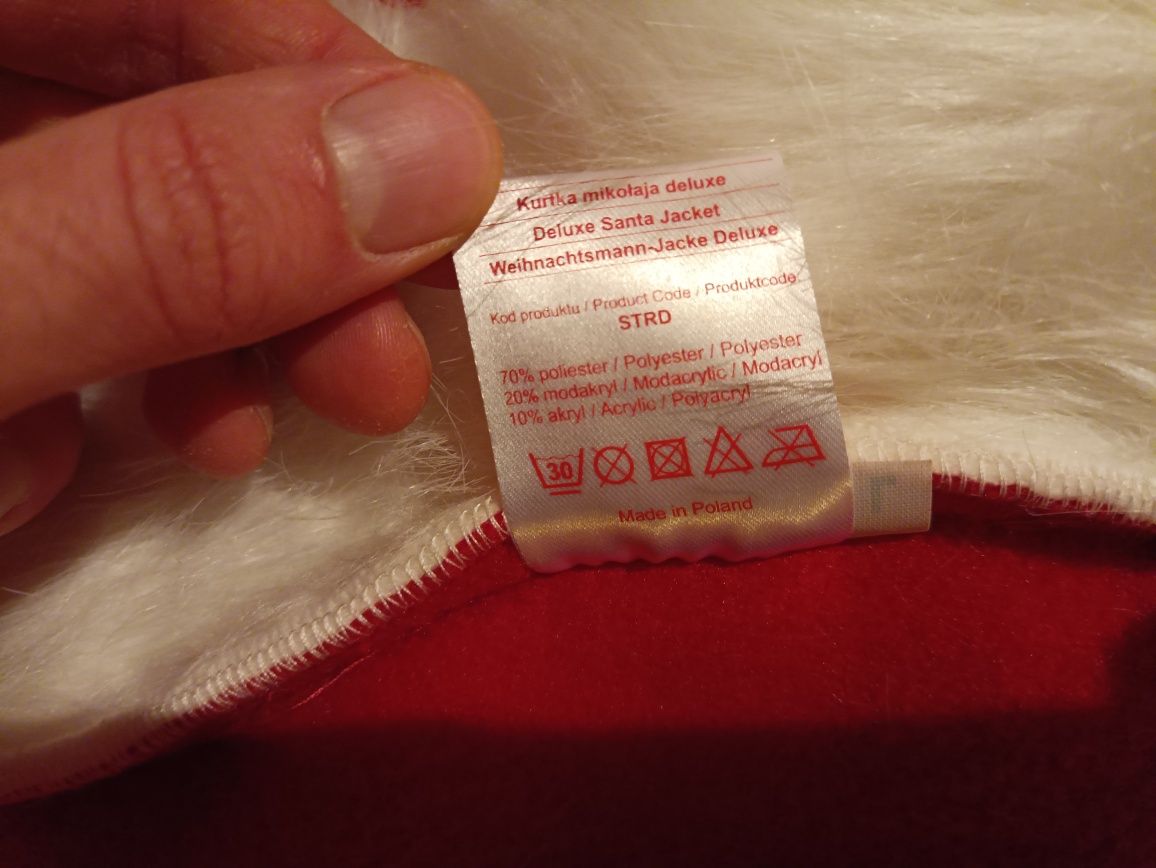 Kurtka mikołaja deluxe
Deluxe Santa Jacket
Weihnachtsmann-Jacke Deluxe
Kod produktu / Product Code / Produktcode
STRD
70% poliester / Polyester / Polyester
20% modakryl / Modacrylic / Modacryl
10% akryl / Acrylic / Polyacryl
30
Made in Poland